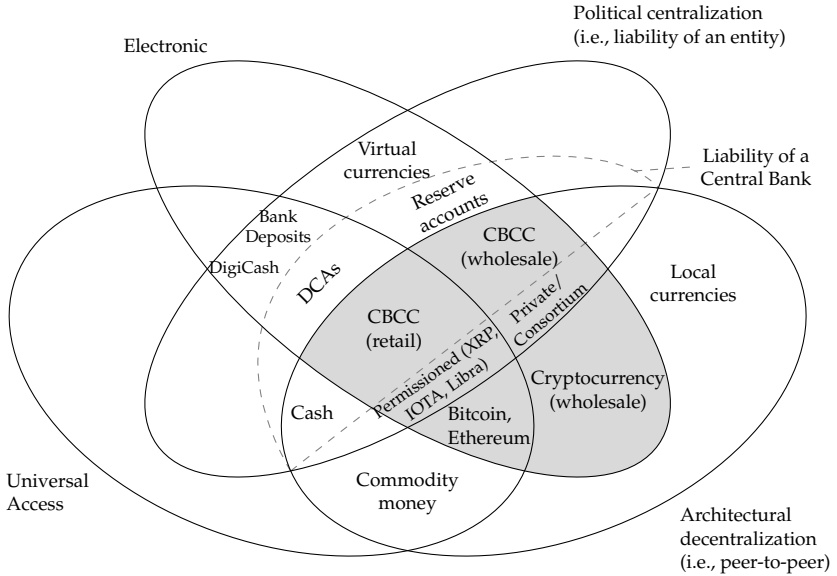 Political centralization
(i.e., liability of an entity)
Electronic
Virtual
currencies
Liability of a
Central Bank
Reserve
accounts
Bank
Deposits
DigiCash
DCAs
CBCC
(wholesale)
Local
currencies
CBCC
(retail)
Private/
Consortium
Permissioned (XRP,
IOTA, Libra)
Cryptocurrency
(wholesale)
Cash
Bitcoin,
Ethereum
Universal
Access
Commodity
money
Architectural
decentralization
(i.e., peer-to-peer)